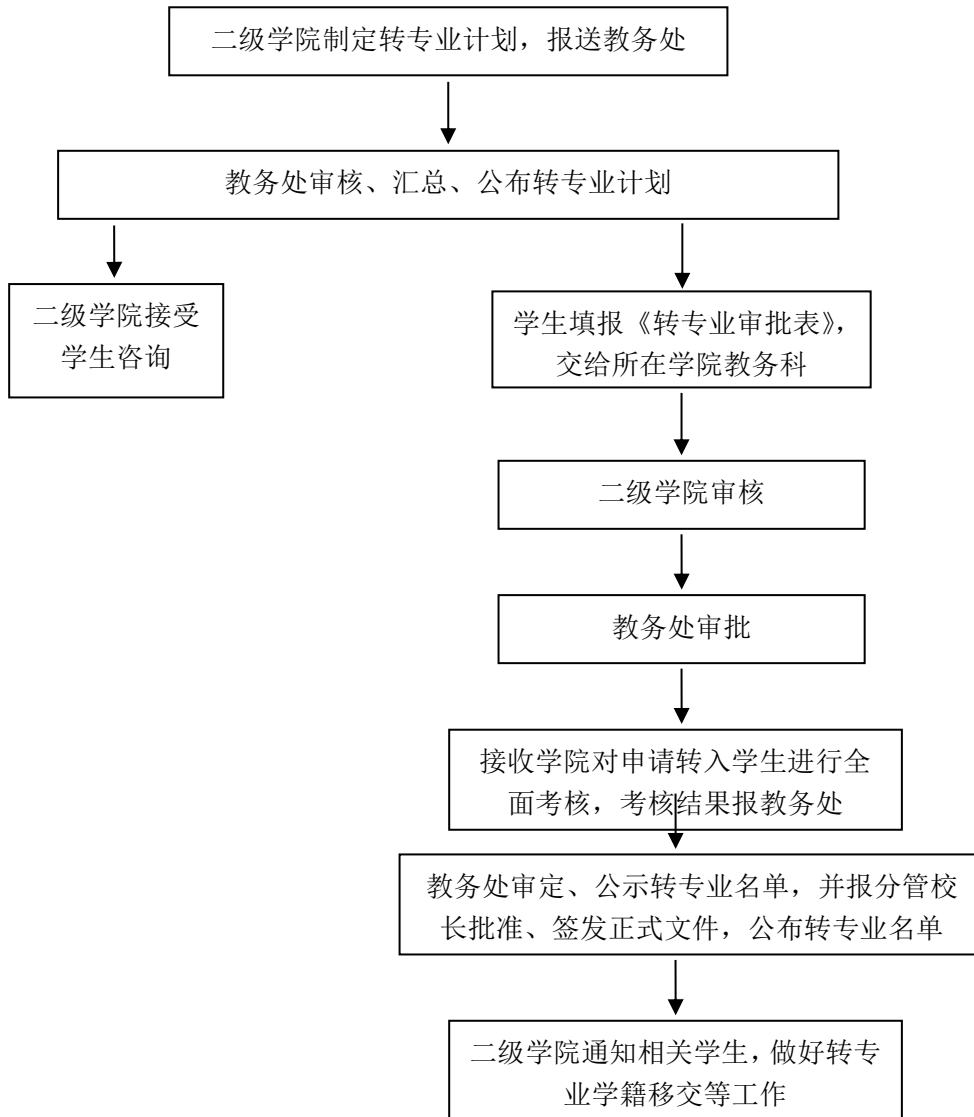 二级学院制定转专业计划，报送教务处
教务处审核、汇总、公布转专业计划
二级学院接受
学生咨询
学生填报《转专业审批表》，
交给所在学院教务科
二级学院审核
教务处审批
接收学院对申请转入学生进行全
面考核，考核结果报教务处
教务处审定、公示转专业名单，并报分管校
长批准、签发正式文件，公布转专业名单
二级学院通知相关学生，做好转专
业学籍移交等工作